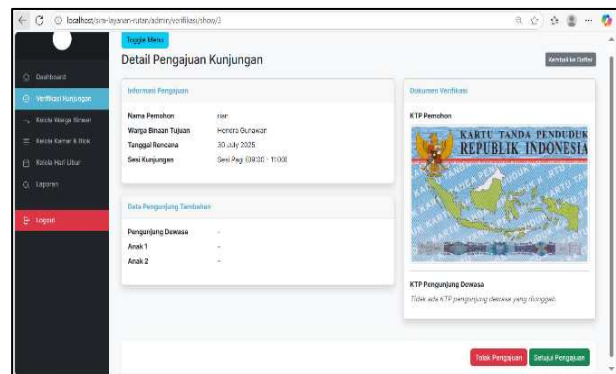 localhost/sim-layanan-rutan/admin/verifikasi/show/3
Toggle Menu
Detail Pengajuan Kunjungan
Kembali ke Daftar
Dashboard
Verifikasi Kunjungan
Kelola Warga Binaan
Kelola Kamar & Blok
Kelola Hari Libur
Laporan
Logout
Informasi Pengajuan
Nama Pemohon rian
Warga Binaan Tujuan Hendra Gunawan
Tanggal Rencana 30 July 2025
Sesi Kunjungan Sesi Pagi (09:00 - 11:00)
Data Pengunjung Tambahan
Pengunjung Dewasa -
Anak 1 -
Anak 2 -
Dokumen Verifikasi
KTP Pemohon
KARTU TANDA PENDUDUK
REPUBLIK INDONESIA
KTP Pengunjung Dewasa
Tidak ada KTP pengunjung dewasa yang diunggah.
Tolak Pengajuan
Setujui Pengajuan